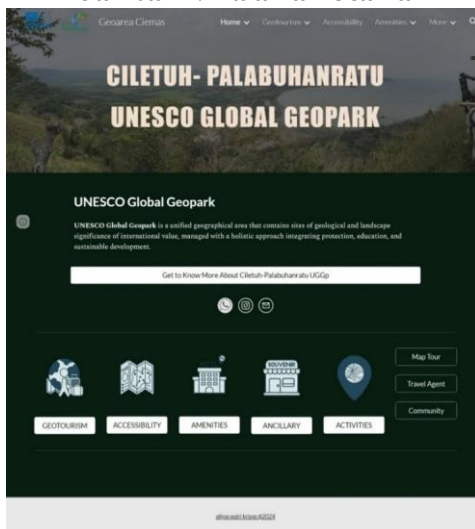 Geoarea Ciemas
Home Geotourism Accessibility Amenities More
CILETUH- PALABUHANRATU
UNESCO GLOBAL GEOPARK
UNESCO Global Geopark
UNESCO Global Geopark is a unified geographical area that contains sites of geological and landscape
significance of international value, managed with a holistic approach integrating protection, education, and
sustainable development.
Get to Know More About Ciletuh-Palabuhanratu UGGp
SOUVENIR
Map Tour
Travel Agent
Community
GEOTOURISM ACCESSIBILITY AMENITIES ANCILLARY ACTIVITIES